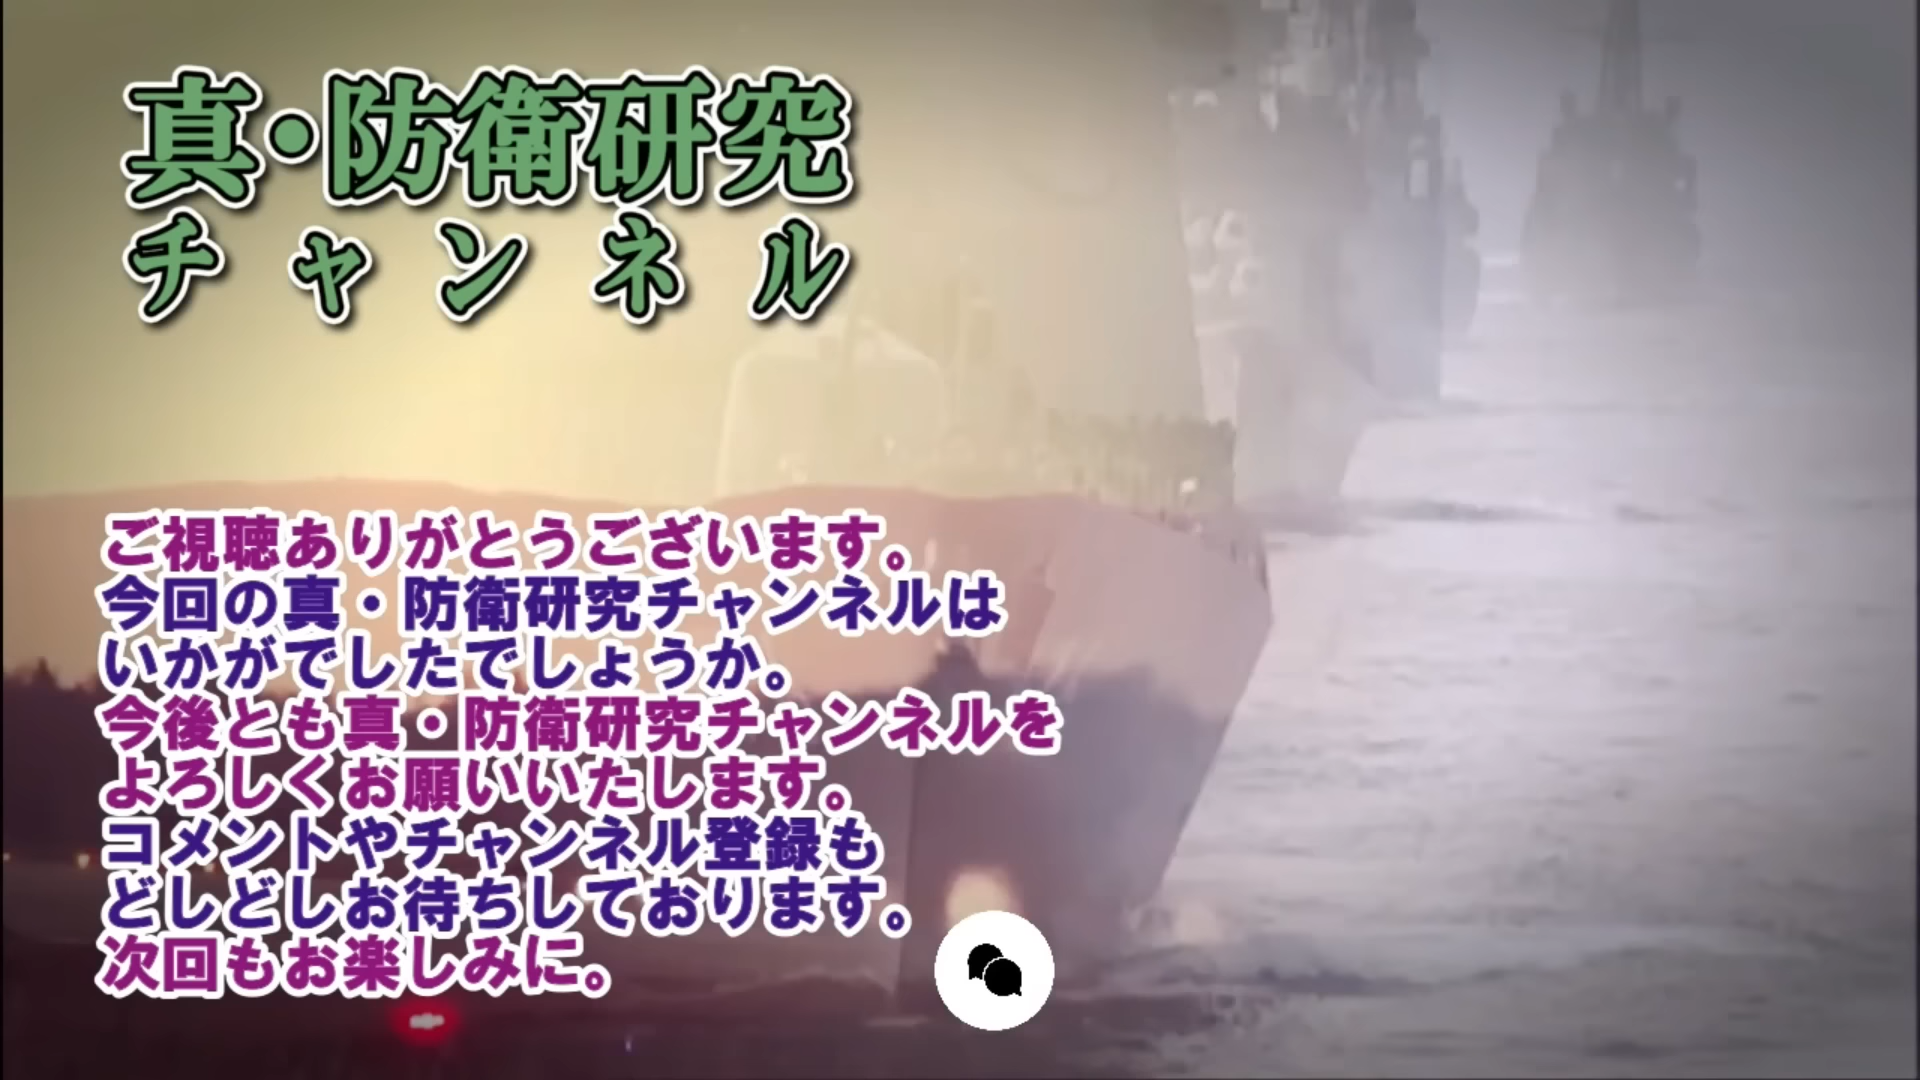 真・防衛研究
チャンネル
ご視聴ありがとうございます。
今回の真・防衛研究チャンネルは
いかがでしたでしょうか。
今後とも真・防衛研究チャンネルを
よろしくお願いいたします。
コメントやチャンネル登録も
どしどしお待ちしております。
次回もお楽しみに。